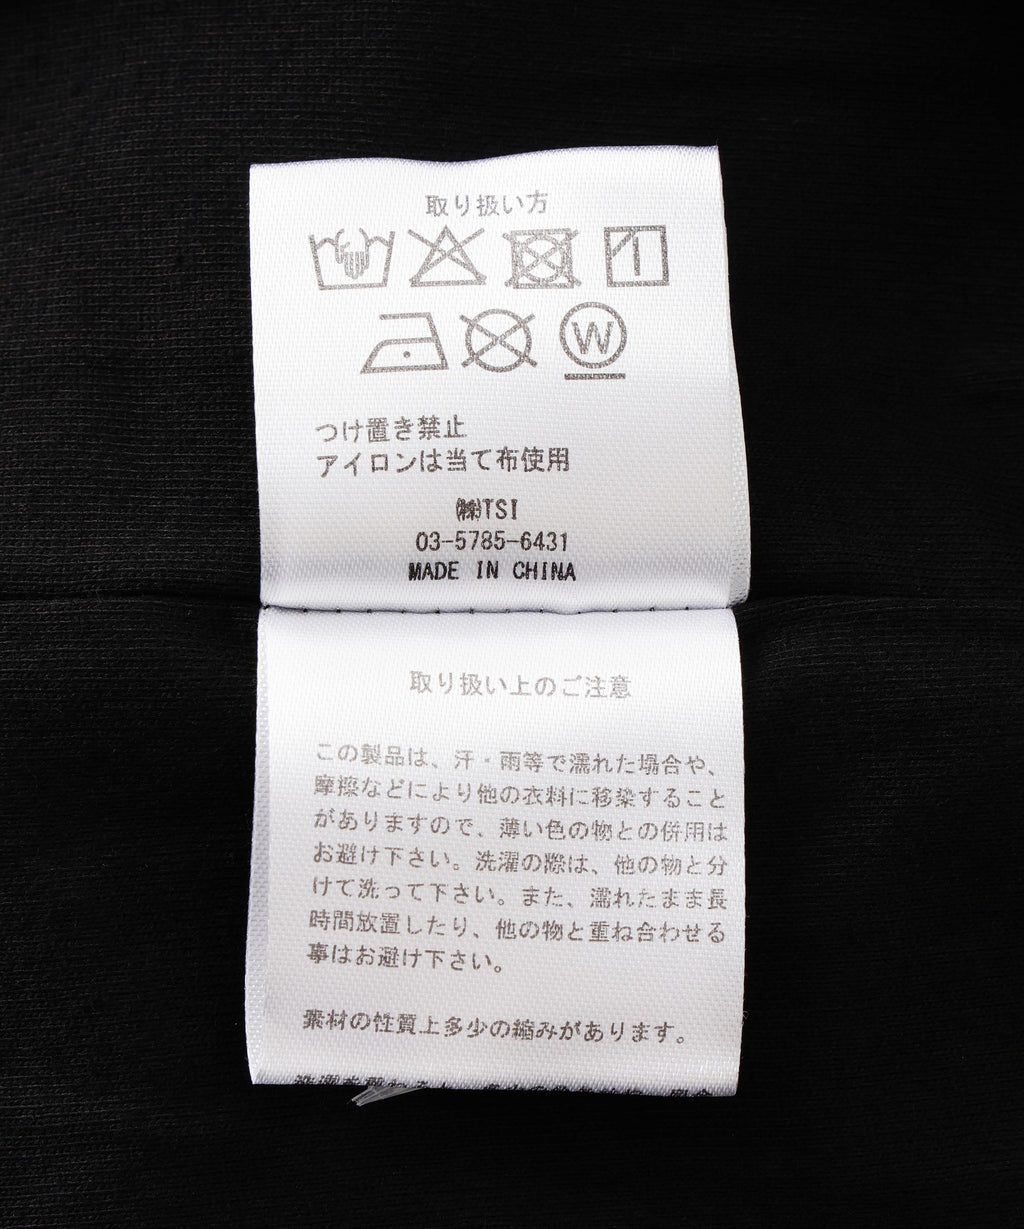 取り扱い方
W
つけ置き禁止
アイロンは当て布使用
㈱TSI
03-5785-6431
MADE IN CHINA
取り扱い上のご注意
この製品は、汗・雨等で濡れた場合や、
摩擦などにより他の衣料に移染すること
がありますので、薄い色の物との併用は
お避け下さい。洗濯の際は、他の物と分
けて洗って下さい。また、濡れたまま長
時間放置したり、他の物と重ね合わせる
事はお避け下さい。
素材の性質上多少の縮みがあります。